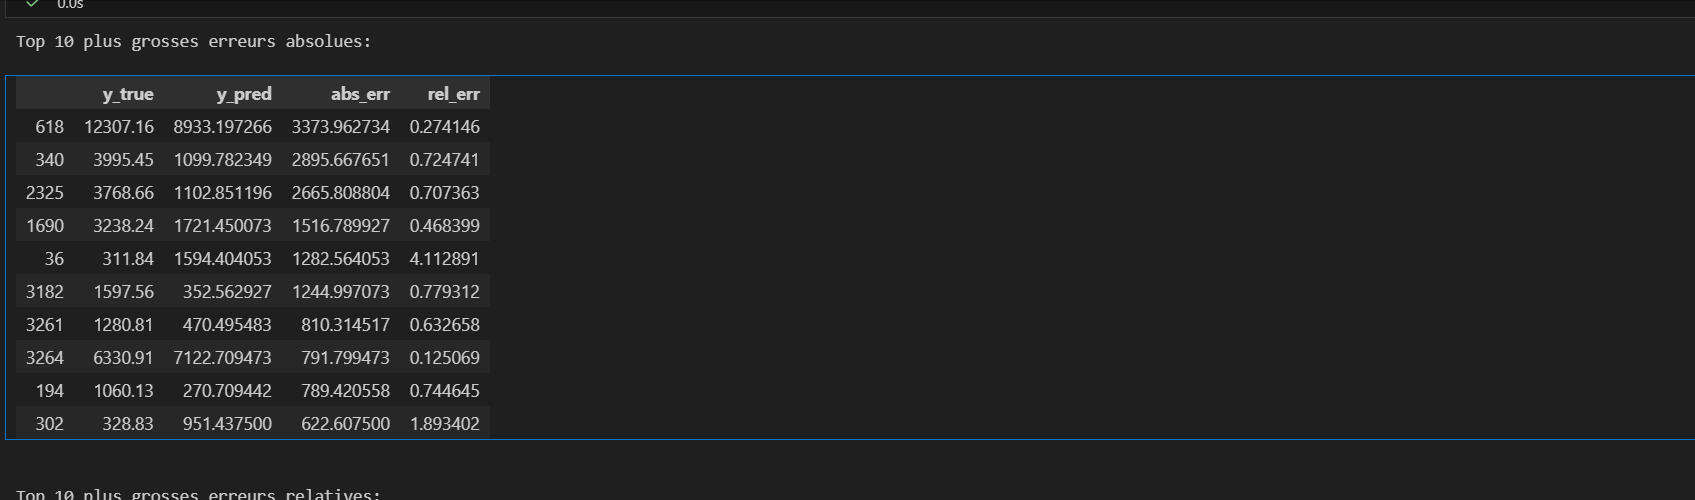 0.0s
Top 10 plus grosses erreurs absolues:
y_true y_pred abs_err rel_err
618 12307.16 8933.197266 3373.962734 0.274146
340 3995.45 1099.782349 2895.667651 0.724741
2325 3768.66 1102.851196 2665.808804 0.707363
1690 3238.24 1721.450073 1516.789927 0.468399
36 311.84 1594.404053 1282.564053 4.112891
3182 1597.56 352.562927 1244.997073 0.779312
3261 1280.81 470.495483 810.314517 0.632658
3264 6330.91 7122.709473 791.799473 0.125069
194 1060.13 270.709442 789.420558 0.744645
302 328.83 951.437500 622.607500 1.893402
Top 10 plus grosses erreurs relatives: